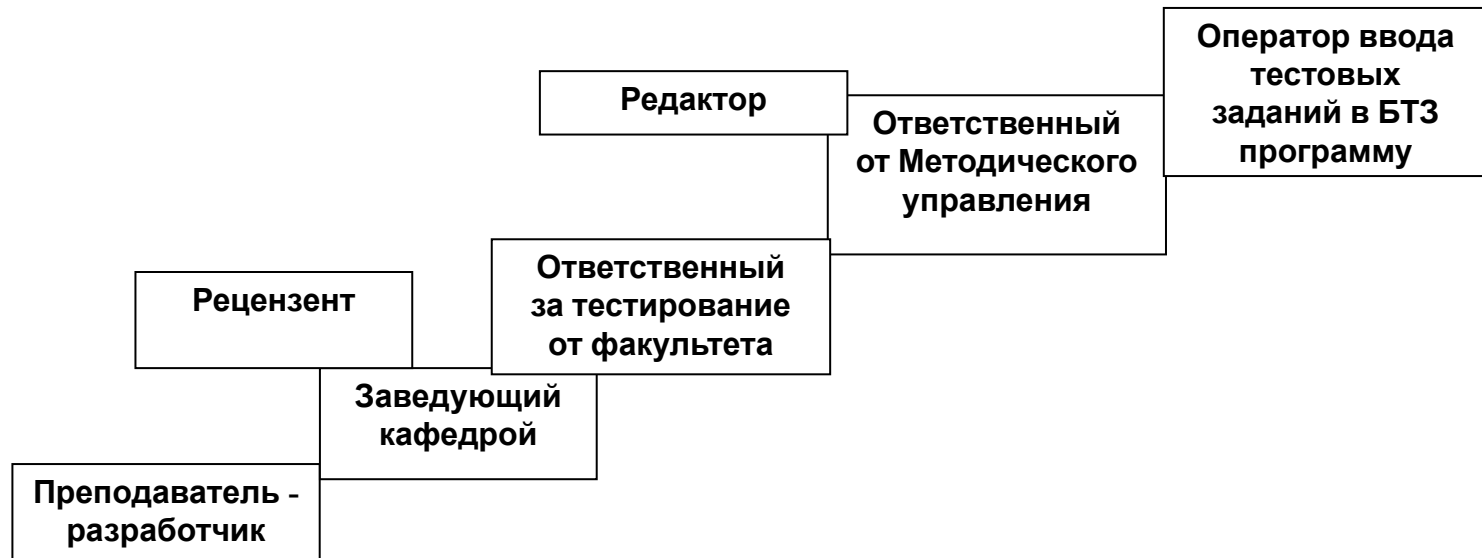 Оператор ввода
тестовых
заданий в БТЗ
программу
Редактор
Ответственный
от Методического
управления
Ответственный
за тестирование
от факультета
Рецензент
Заведующий
кафедрой
Преподаватель -
разработчик